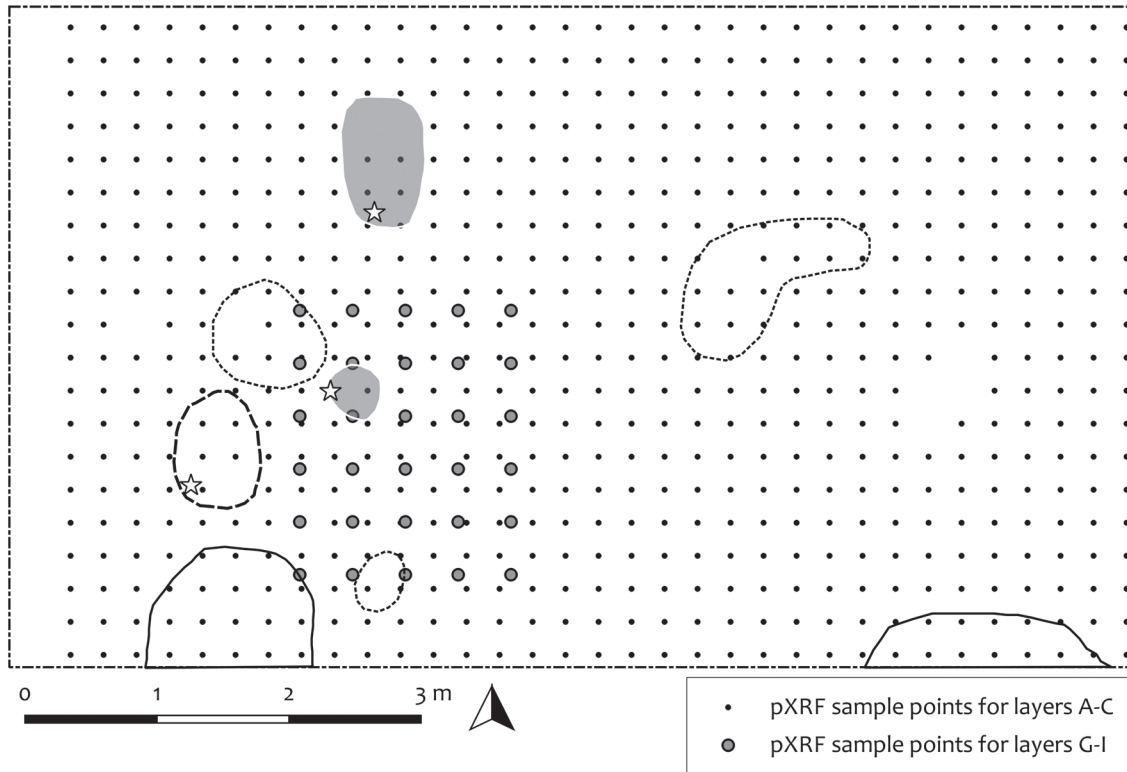 0 1 2 3 m
pXRF sample points for layers A-C
pXRF sample points for layers G-I